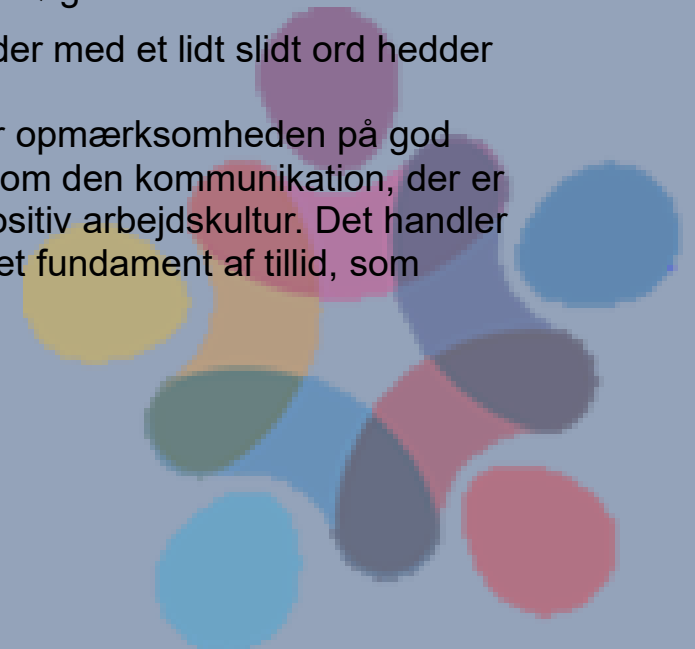 der med et lidt slidt ord hedder
r opmærksomheden på god
om den kommunikation, der er
ositiv arbejdskultur. Det handler
et fundament af tillid, som